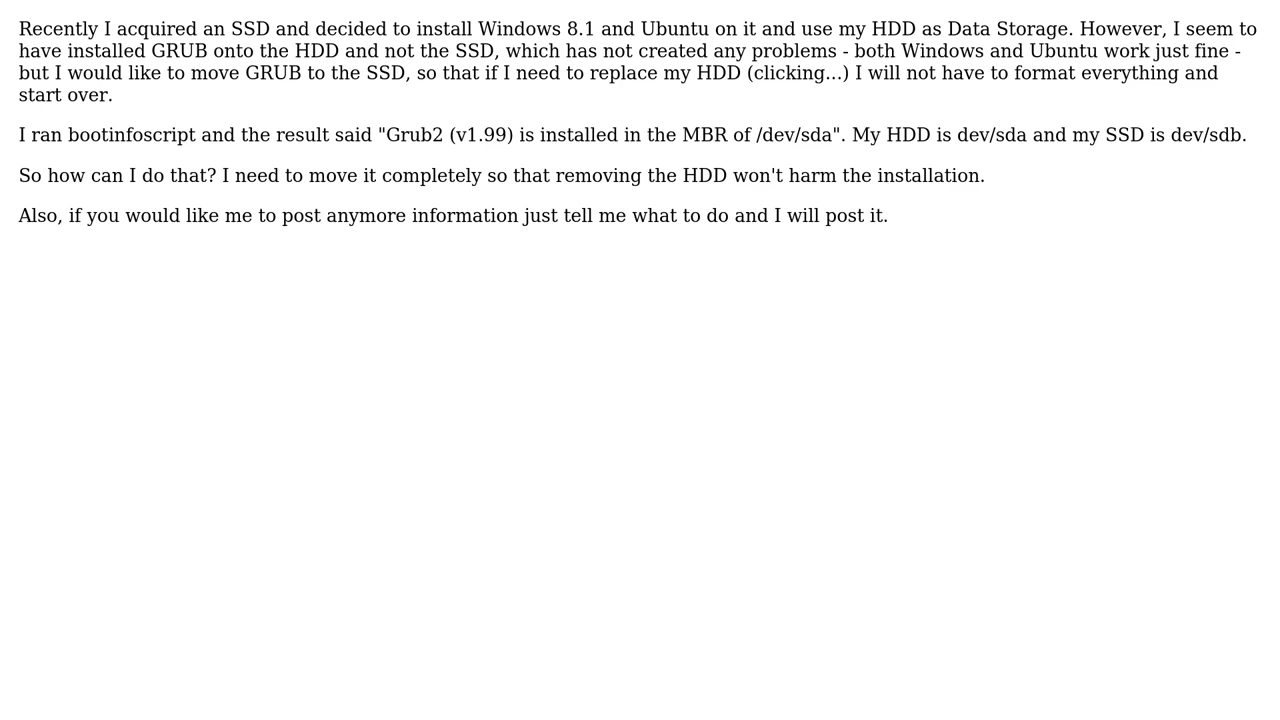 Recently I acquired an SSD and decided to install Windows 8.1 and Ubuntu on it and use my HDD as Data Storage. However, I seem to
have installed GRUB onto the HDD and not the SSD, which has not created any problems - both Windows and Ubuntu work just fine -
but I would like to move GRUB to the SSD, so that if I need to replace my HDD (clicking...) I will not have to format everything and
start over.
I ran bootinfoscript and the result said "Grub2 (v1.99) is installed in the MBR of /dev/sda". My HDD is dev/sda and my SSD is dev/sdb.
So how can I do that? I need to move it completely so that removing the HDD won't harm the installation.
Also, if you would like me to post anymore information just tell me what to do and I will post it.